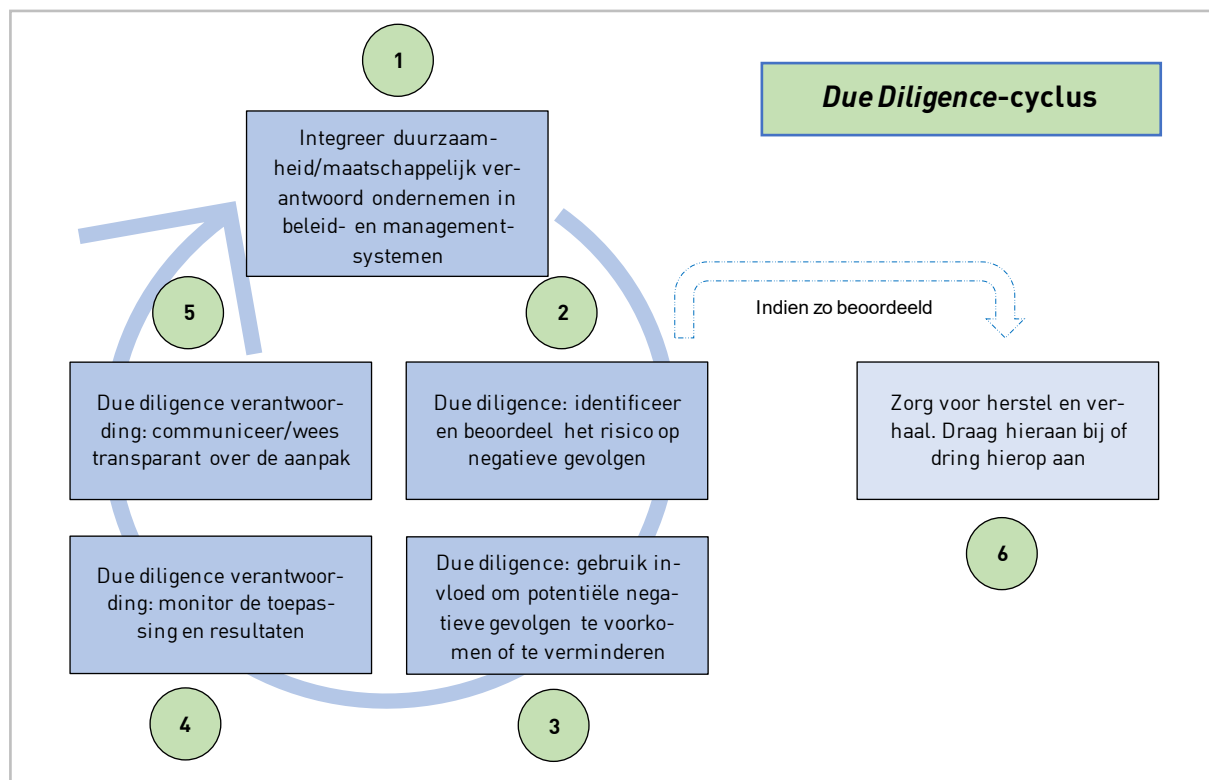 Due Diligence-cyclus
1
Integreer duurzaam-
heid/maatschappelijk ver-
antwoord ondernemen in
beleid- en management-
systemen
2
Due diligence: identificeer
en beoordeel het risico op
negatieve gevolgen
Indien zo beoordeeld
3
Due diligence: gebruik in-
vloed om potentiële nega-
tieve gevolgen te voorko-
men of te verminderen
4
Due diligence verantwoor-
ding: monitor de toepas-
sing en resultaten
5
Due diligence verantwoor-
ding: communiceer/wees
transparant over de aanpak
6
Zorg voor herstel en ver-
haal. Draag hieraan bij of
dring hierop aan